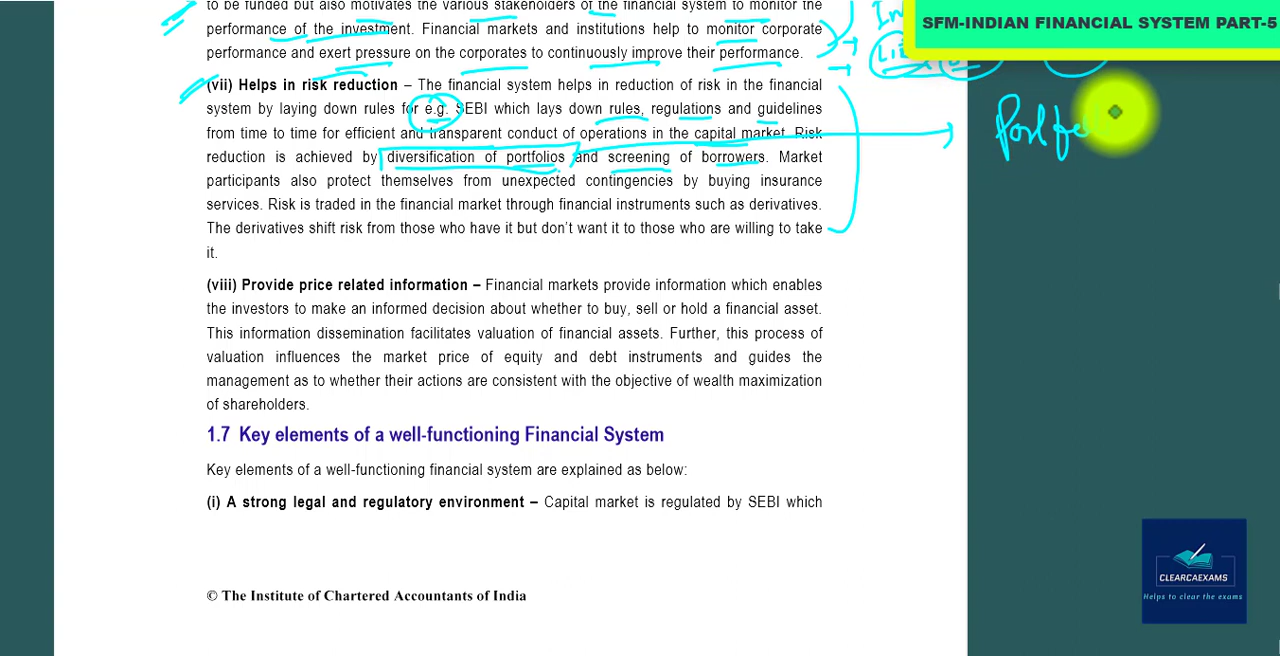 to be funded but also motivates the various stakeholders of the financial system to monitor the
performance of the investment. Financial markets and institutions help to monitor corporate
performance and exert pressure on the corporates to continuously improve their performance.
SFM-INDIAN FINANCIAL SYSTEM PART-5
(vii) Helps in risk reduction – The financial system helps in reduction of risk in the financial
system by laying down rules for e.g. SEBI which lays down rules, regulations and guidelines
from time to time for efficient and transparent conduct of operations in the capital market. Risk
reduction is achieved by diversification of portfolios and screening of borrowers. Market
participants also protect themselves from unexpected contingencies by buying insurance
services. Risk is traded in the financial market through financial instruments such as derivatives.
The derivatives shift risk from those who have it but don't want it to those who are willing to take
it.
(viii) Provide price related information – Financial markets provide information which enables
the investors to make an informed decision about whether to buy, sell or hold a financial asset.
This information dissemination facilitates valuation of financial assets. Further, this process of
valuation influences the market price of equity and debt instruments and guides the
management as to whether their actions are consistent with the objective of wealth maximization
of shareholders.
1.7 Key elements of a well-functioning Financial System
Key elements of a well-functioning financial system are explained as below:
(i) A strong legal and regulatory environment – Capital market is regulated by SEBI which
© The Institute of Chartered Accountants of India
CLEARCAEXAMS
Helps to clear the exams